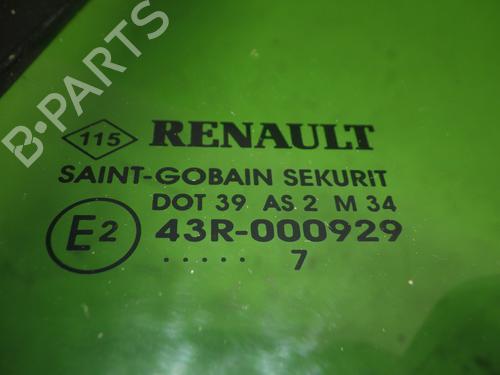 B-PARTS
115 RENAULT
SAINT-GOBAIN SEKURIT
DOT 39 AS 2 M 34
E2 43R-000929
..... 7